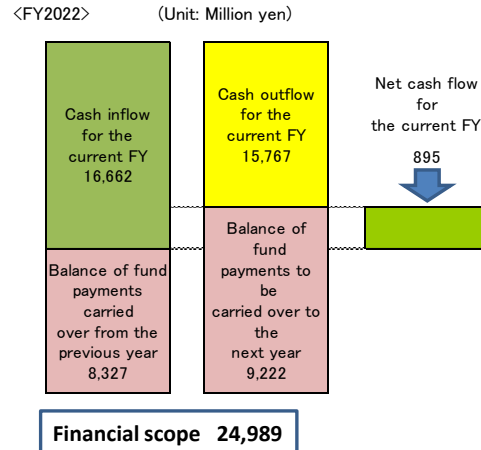 <FY2022> (Unit: Million yen)
Cash inflow
for the
current FY
16,662
Balance of fund
payments
carried
over from the
previous year
8,327
Cash outflow
for the
current FY
15,767
Balance of
fund
payments to
be
carried over to
the
next year
9,222
Net cash flow
for
the current FY
895
Financial scope 24,989